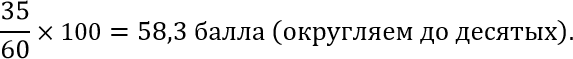 35/60 × 100 = 58,3 балла (округляем до десятых).